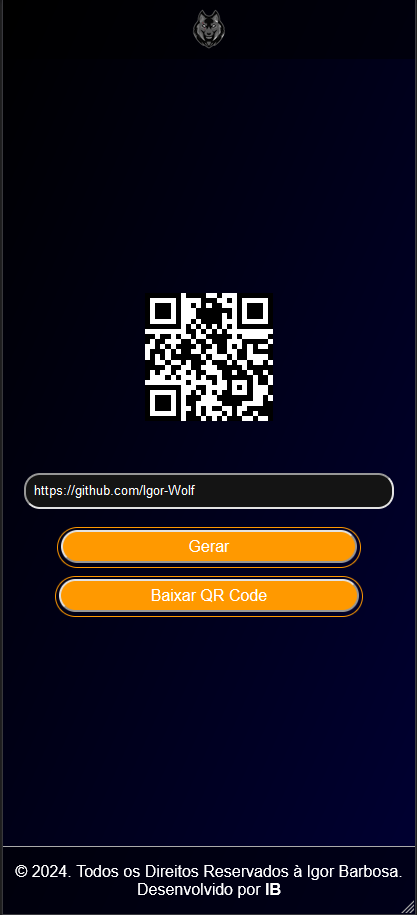 https://github.com/Igor-Wolf
Gerar
Baixar QR Code
© 2024. Todos os Direitos Reservados à Igor Barbosa.
Desenvolvido por IB